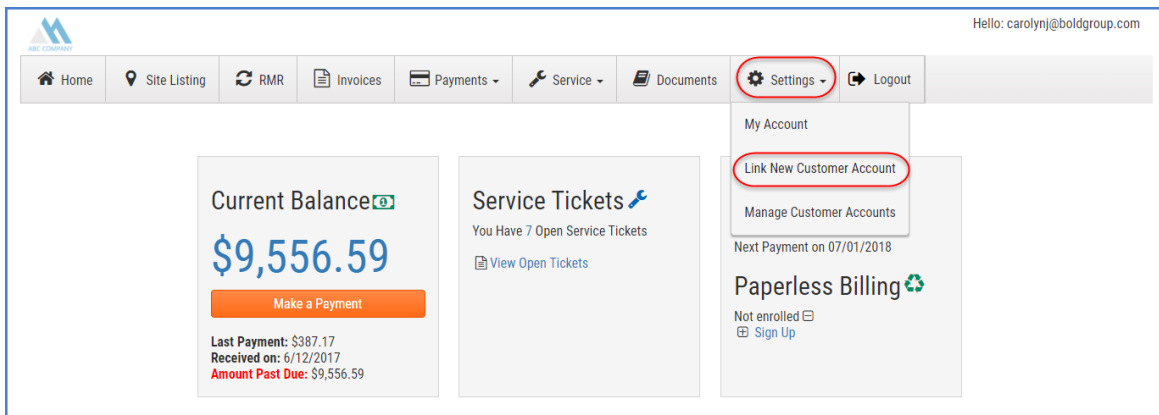 Hello: carolynj@boldgroup.com
ABC COMPANY
Home Site Listing RMR Invoices Payments Service Documents Settings Logout
My Account
Link New Customer Account
Manage Customer Accounts
Current Balance
$9,556.59
Make a Payment
Last Payment: $387.17
Received on: 6/12/2017
Amount Past Due: $9,556.59
Service Tickets
You Have 7 Open Service Tickets
View Open Tickets
Next Payment on 07/01/2018
Paperless Billing
Not enrolled
Sign Up